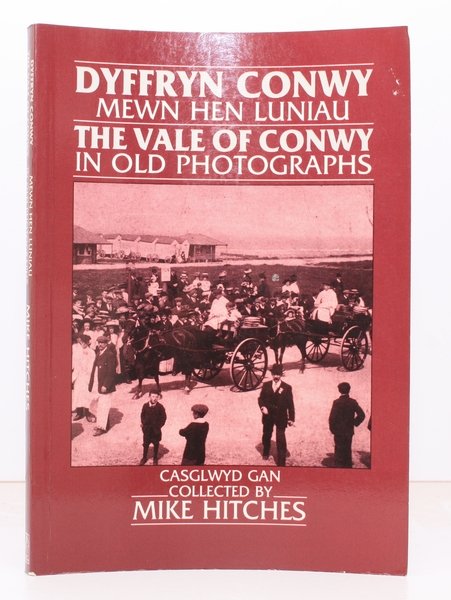 DYFFRYN CONWY
MEWN HEN LUNIAU
THE VALE OF CONWY
IN OLD PHOTOGRAPHS
CASGLWYD GAN
COLLECTED BY
MIKE HITCHES
DYFFRYN CONWY
MEWN HEN LUNIAU
MIKE HITCHES